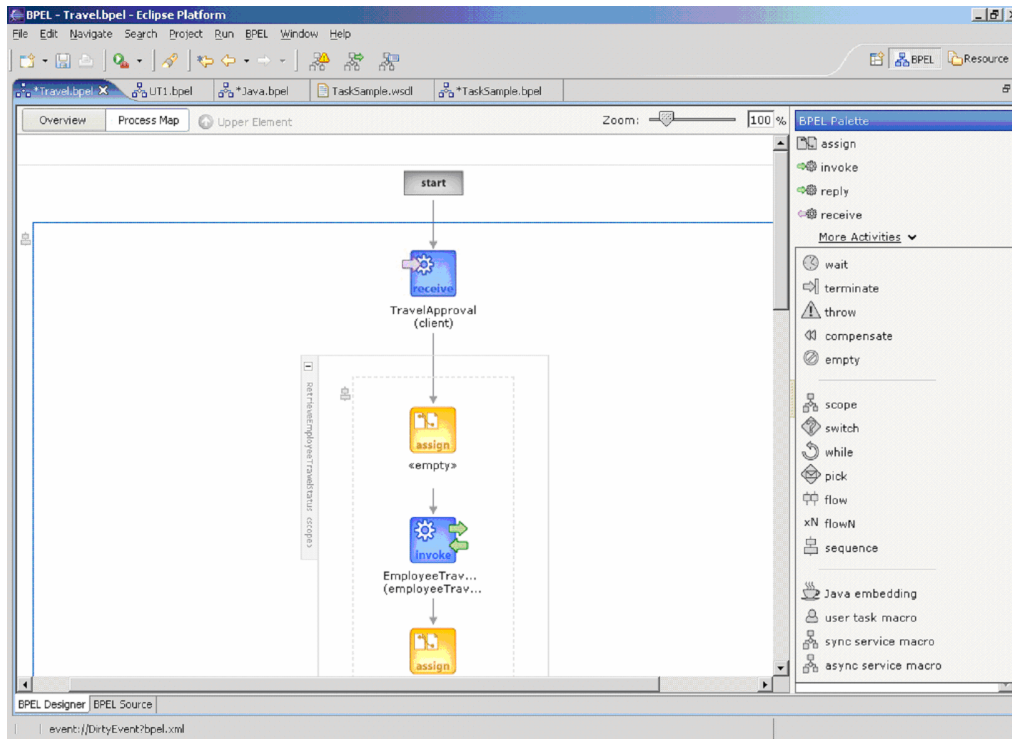 BPEL - Travel.bpel - Eclipse Platform
File Edit Navigate Search Project Run BPEL Window Help
BPEL Resource
*Travel.bpel UT1.bpel *Java.bpel TaskSample.wsdl *TaskSample.bpel
Overview Process Map Upper Element Zoom: 100 %
BPEL Palette
assign
invoke
reply
receive
More Activities
wait
terminate
throw
compensate
empty
scope
switch
while
pick
flow
xN flowN
sequence
Java embedding
user task macro
sync service macro
async service macro
start
receive
TravelApproval
(client)
RetrieveEmployeeTravelStatus <scope>
assign
«empty»
invoke
EmployeeTrav...
(employeeTrav...
assign
BPEL Designer BPEL Source
event://DirtyEvent?bpel.xml